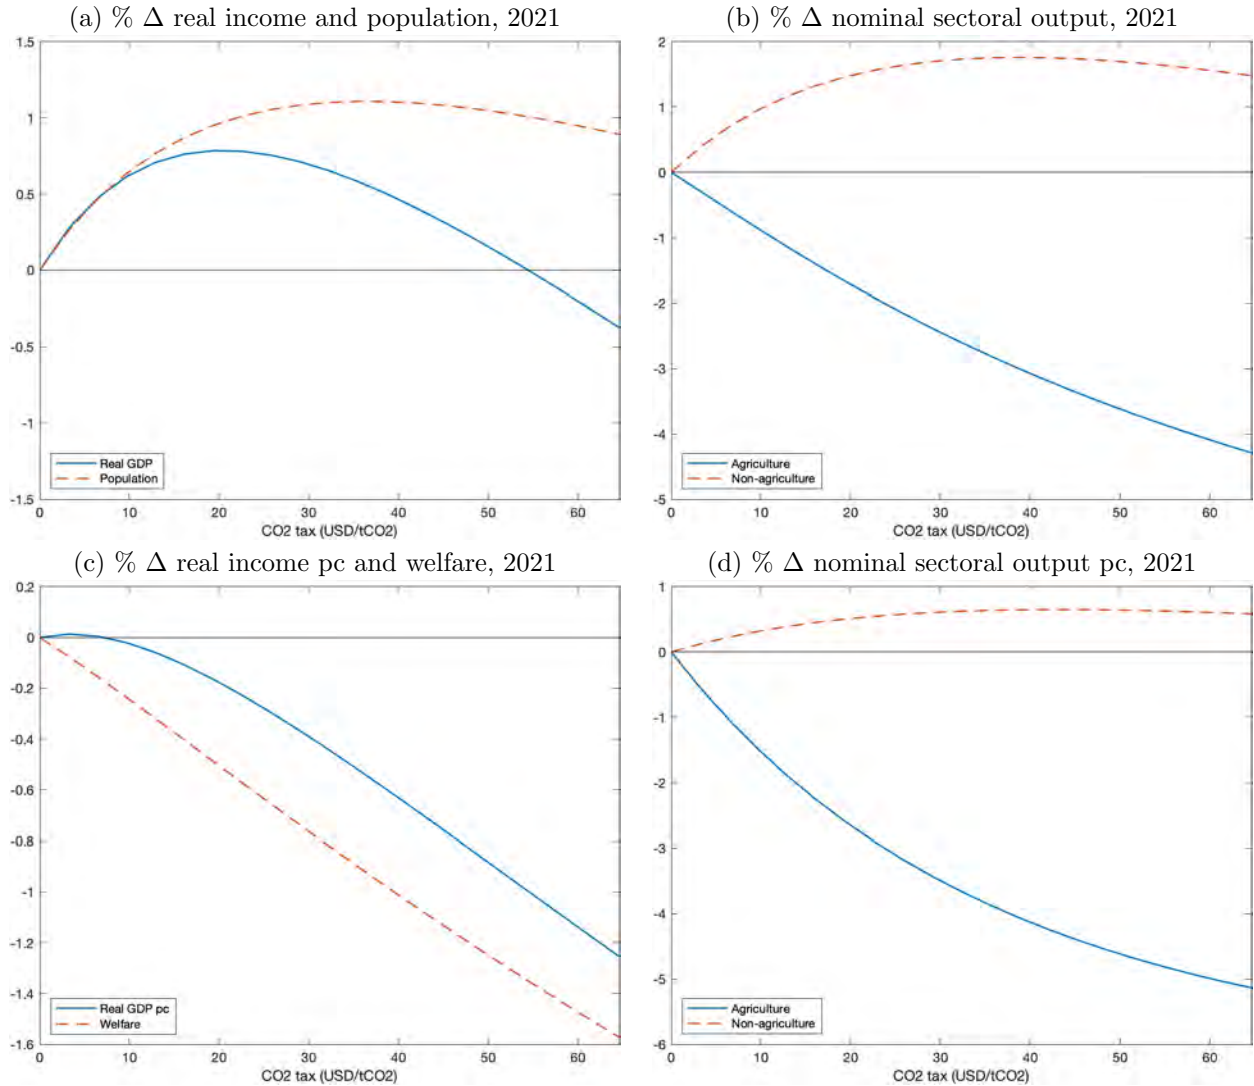 (a) % Δ real income and population, 2021
1.5
1
0.5
0
-0.5
-1
-1.5
Real GDP
Population
0 10 20 30 40 50 60
CO2 tax (USD/tCO2)
(b) % Δ nominal sectoral output, 2021
2
1
0
-1
-2
-3
-4
-5
Agriculture
Non-agriculture
0 10 20 30 40 50 60
CO2 tax (USD/tCO2)
(c) % Δ real income pc and welfare, 2021
0.2
0
-0.2
-0.4
-0.6
-0.8
-1
-1.2
-1.4
-1.6
Real GDP pc
Welfare
0 10 20 30 40 50 60
CO2 tax (USD/tCO2)
(d) % Δ nominal sectoral output pc, 2021
1
0
-1
-2
-3
-4
-5
-6
Agriculture
Non-agriculture
0 10 20 30 40 50 60
CO2 tax (USD/tCO2)